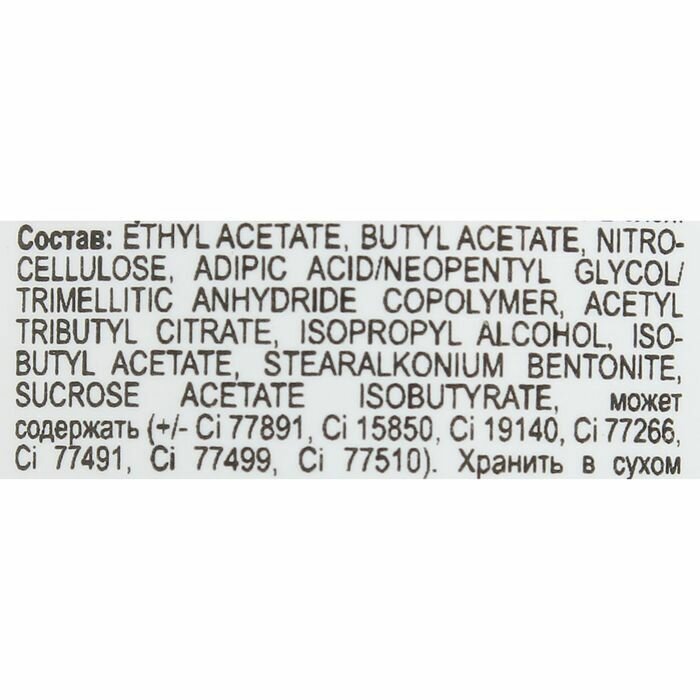 Состав: ETHYL ACETATE, BUTYL ACETATE, NITRO-
CELLULOSE, ADIPIC ACID/NEOPENTYL GLYCOL/
TRIMELLITIC ANHYDRIDE COPOLYMER, ACETYL
TRIBUTYL CITRATE, ISOPROPYL ALCOHOL, ISO-
BUTYL ACETATE, STEARALKONIUM BENTONITE,
SUCROSE ACETATE ISOBUTYRATE, может
содержать (+/- Ci 77891, Ci 15850, Ci 19140, Ci 77266,
Ci 77491, Ci 77499, Ci 77510). Хранить в сухом